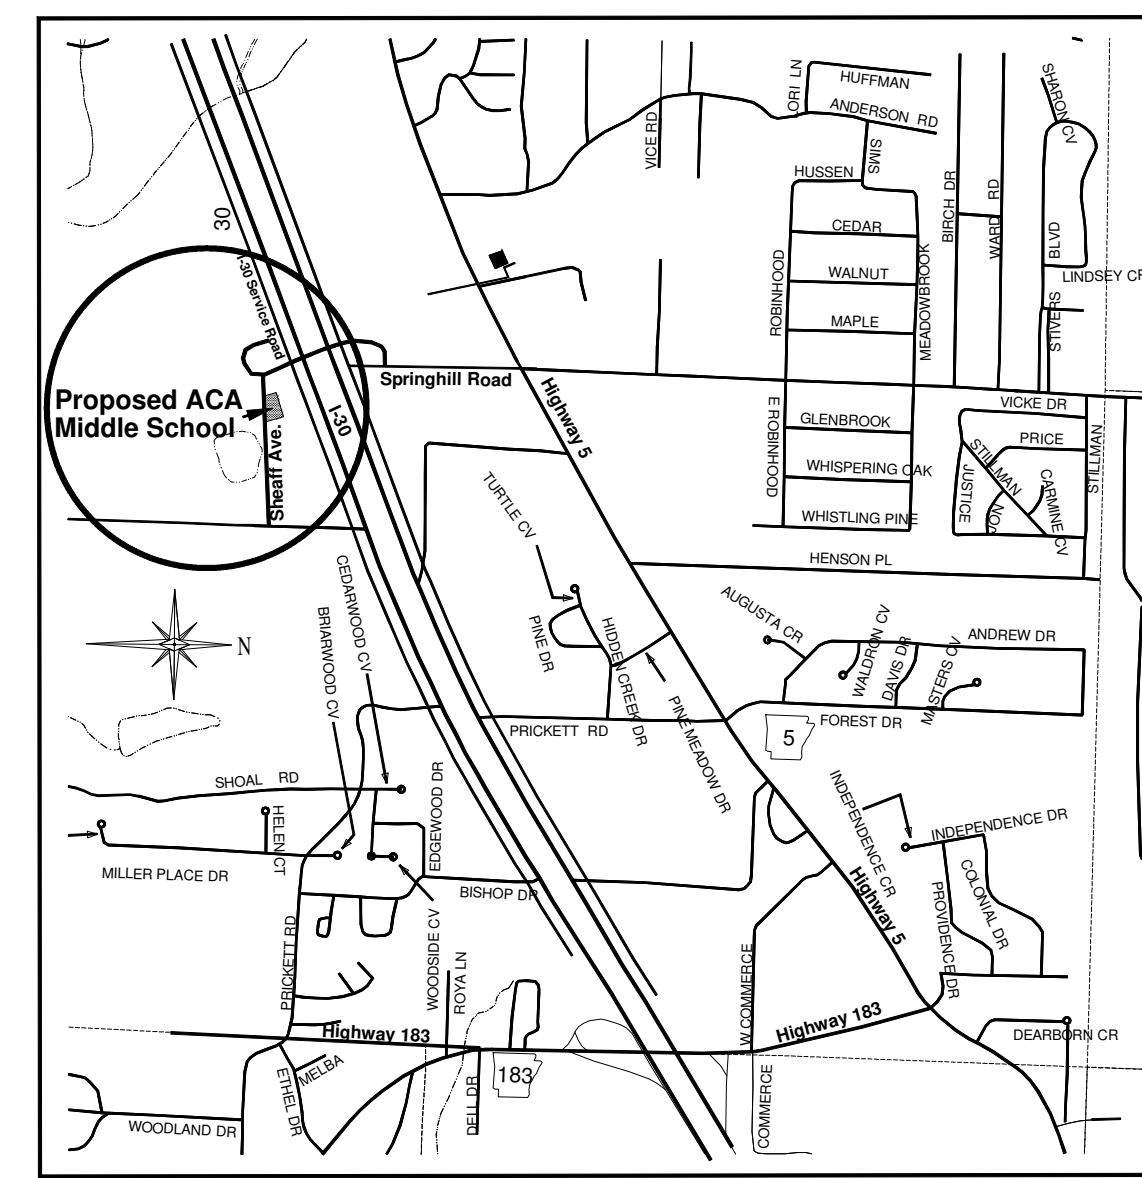 HUFFMAN
LORI LN
ANDERSON RD
SHARON CV
VICE RD
SIMS
HUSSEN
BIRCH DR
WARD RD
30
CEDAR
BLVD
I-30 Service Road
ROBINHOOD
WALNUT
MEADOWBROOK
LINDSEY CR
MAPLE
STIVERS
Springhill Road
Highway 5
Proposed ACA
Middle School
I-30
Sheaff Ave.
E ROBINHOOD
GLENBROOK
VICKE DR
PRICE
STILLMAN
STILLMAN
WHISPERING OAK
JUSTICE
CARMINE CV
WHISTLING PINE
TURTLE CV
HENSON PL
CEDARWOOD CV
BRIARWOOD CV
N
PINE DR
HIDDEN CREEK DR
AUGUSTA CR
WALDRON CV
DAVIS DR
MASTERS CV
ANDREW DR
PRICKETT RD
PINE MEADOW DR
FOREST DR
5
SHOAL RD
EDGEWOOD DR
HELEN CT
INDEPENDENCE CR
INDEPENDENCE DR
MILLER PLACE DR
BISHOP DR
COLONIAL DR
PROVIDENCE DR
Highway 5
PRICKETT RD
WOODSIDE CV
ROYA LN
W COMMERCE
Highway 183
Highway 183
DEARBORN CR
MELBA
ETHEL DR
183
DELL DR
COMMERCE
WOODLAND DR